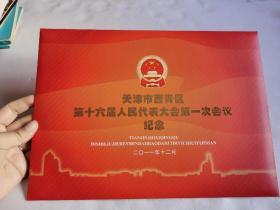 天津市西青区
第十六届人民代表大会第一次会议
纪念
二〇一一年十二月